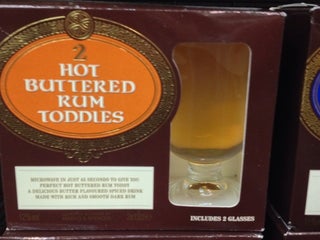 2
HOT
BUTTERED
RUM
TODDIES
MICROWAVE IN JUST 45 SECONDS TO GIVE YOU
PERFECT HOT BUTTERED RUM TODDY
A DELICIOUS BUTTER FLAVOURED SPICED DRINK
MADE WITH RUM AND SMOOTH DARK RUM
INCLUDES 2 GLASSES